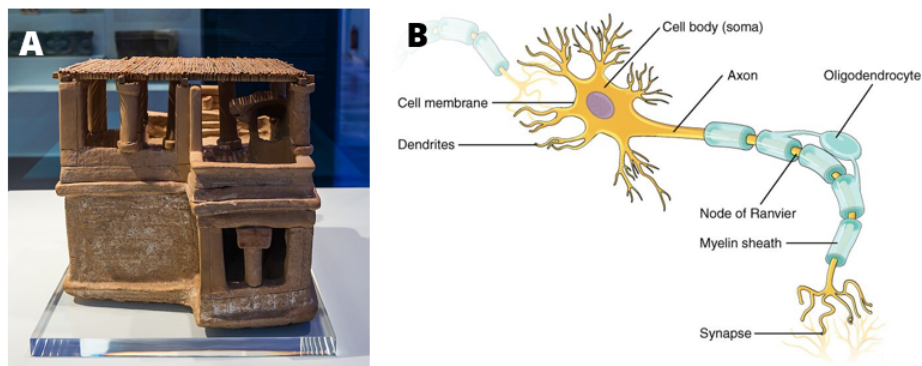 A
B
Cell body (soma)
Axon
Oligodendrocyte
Cell membrane
Dendrites
Node of Ranvier
Myelin sheath
Synapse